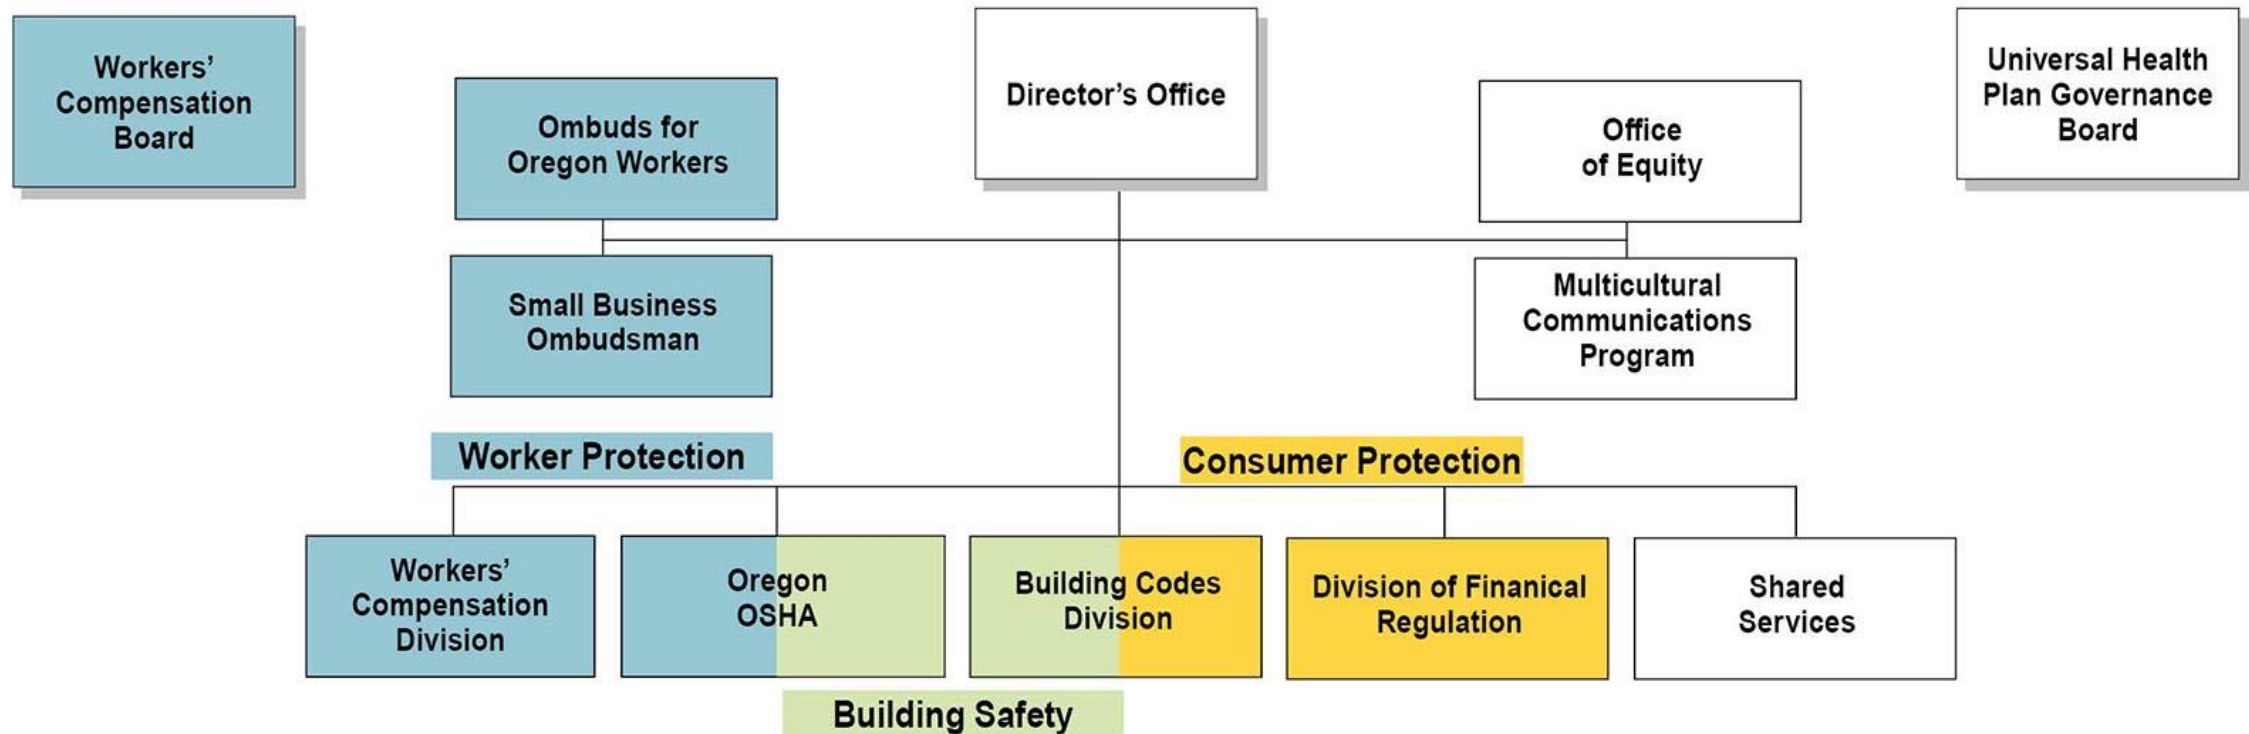 Workers’
Compensation
Board
Ombuds for
Oregon Workers
Director’s Office
Office
of Equity
Universal Health
Plan Governance
Board
Small Business
Ombudsman
Multicultural
Communications
Program
Worker Protection
Consumer Protection
Workers’
Compensation
Division
Oregon
OSHA
Building Codes
Division
Division of Finanical
Regulation
Shared
Services
Building Safety